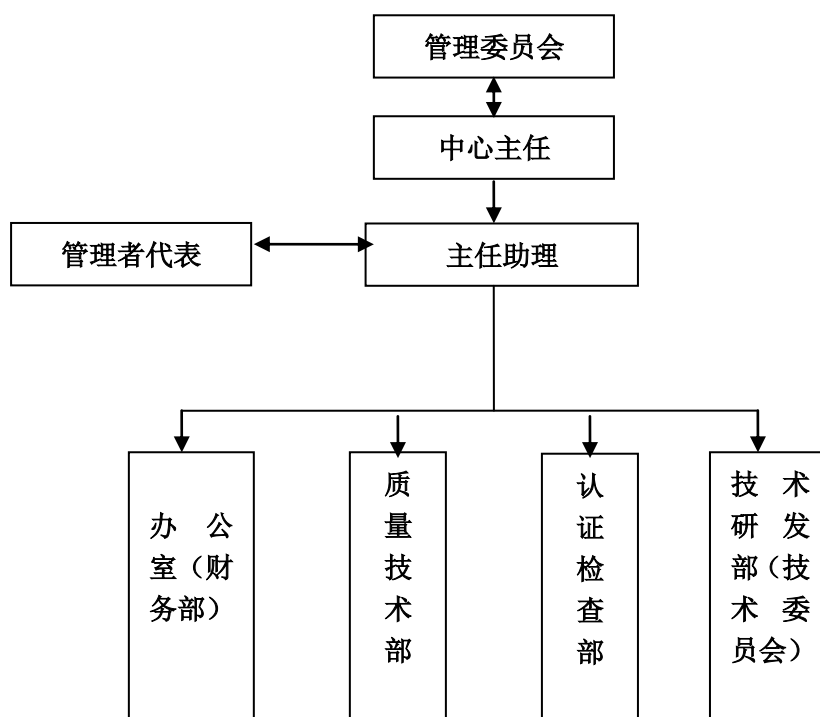 管理委员会
中心主任
管理者代表
主任助理
办公
室（财
务部）
质
量
技
术
部
认
证
检
查
部
技术
研发
部（技
术委
员会）